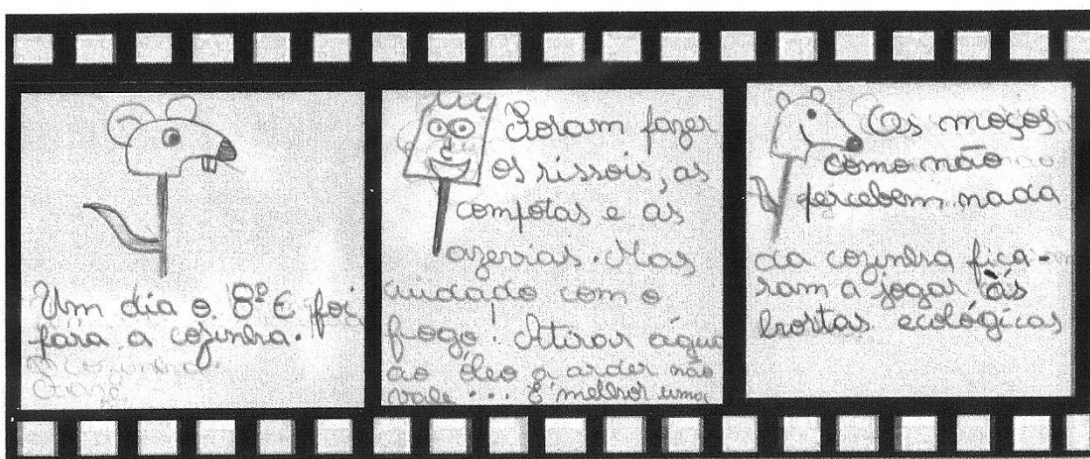 Um dia o 8º E foi
para a cozinha.
Foram fazer
os rissois, as
compotas e as
azevias. Mas
cuidado com o
fogo! Atirar água
ao óleo a arder não
vale... É melhor uma
Os moços
como não
percebem nada
da cozinha fica-
ram a jogar às
hortas ecológicas